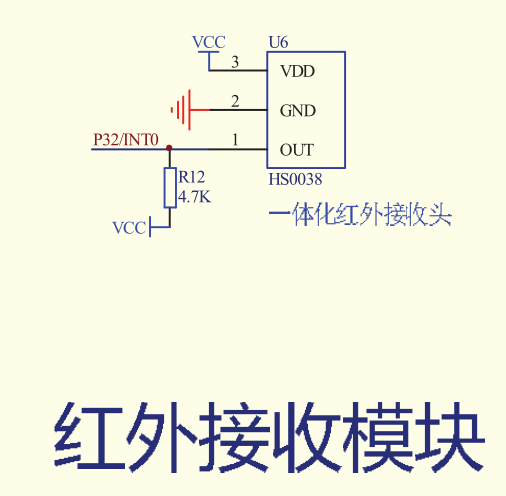 VCC
U6
3
VDD
2
GND
P32/INT0
1
OUT
R12
HS0038
4.7K
一体化红外接收头
VCC
红外接收模块